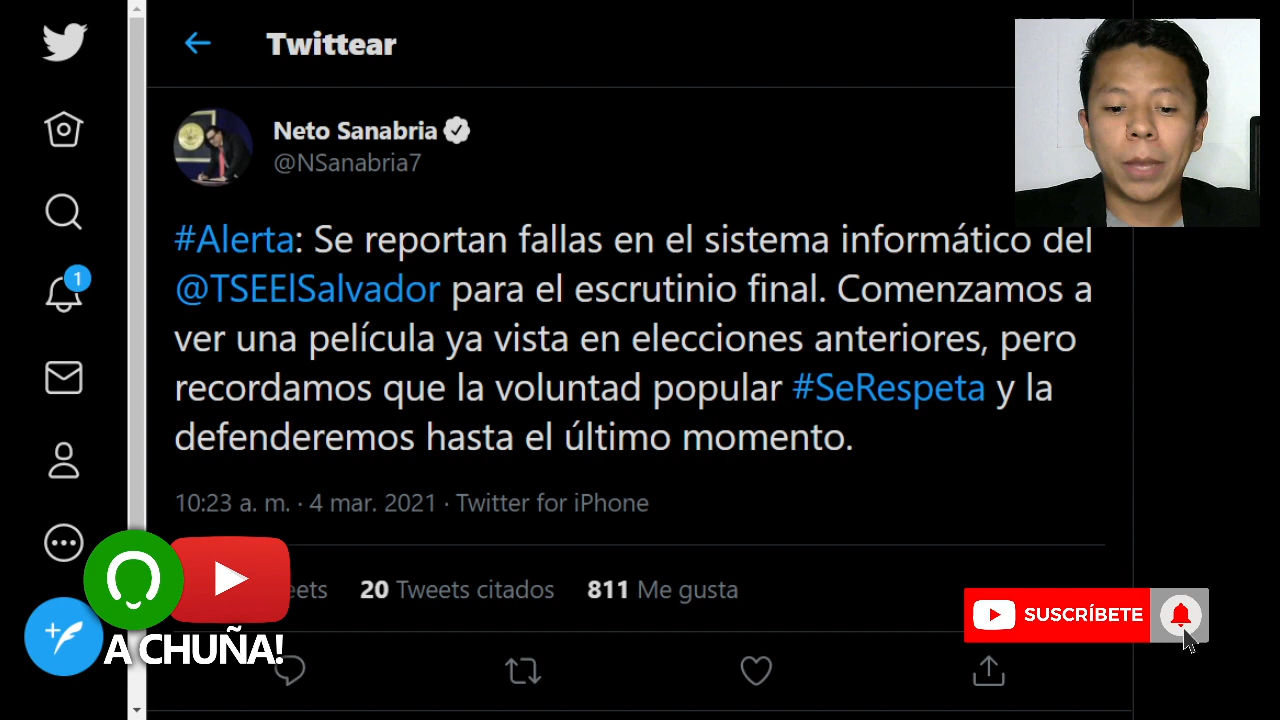 Twittear
Neto Sanabria
@NSanabria7
#Alerta: Se reportan fallas en el sistema informático del
@TSEElSalvador para el escrutinio final. Comenzamos a
ver una película ya vista en elecciones anteriores, pero
recordamos que la voluntad popular #SeRespeta y la
defenderemos hasta el último momento.
10:23 a. m. · 4 mar. 2021 · Twitter for iPhone
20 Tweets citados 811 Me gusta
1
A CHUÑA!
SUSCRÍBETE